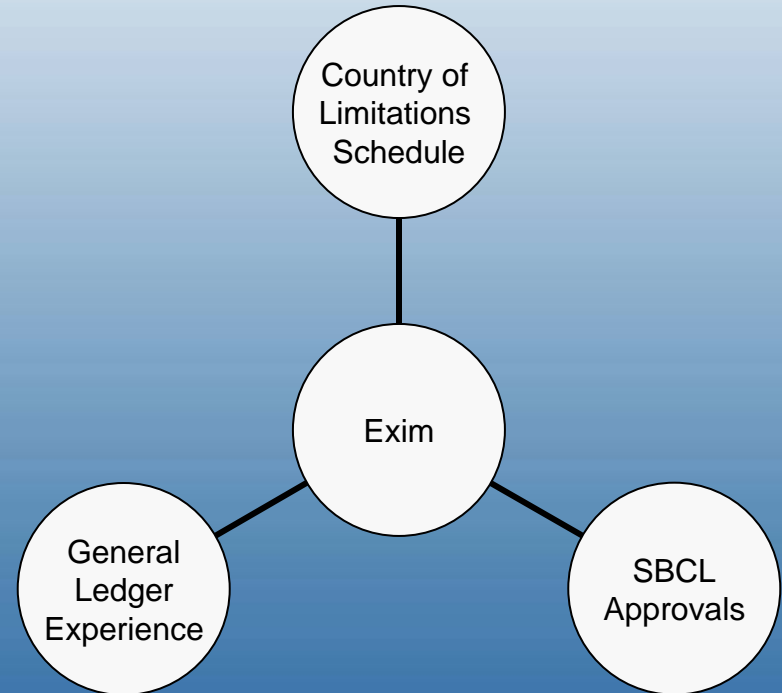 Country of
Limitations
Schedule
Exim
General
Ledger
Experience
SBCL
Approvals